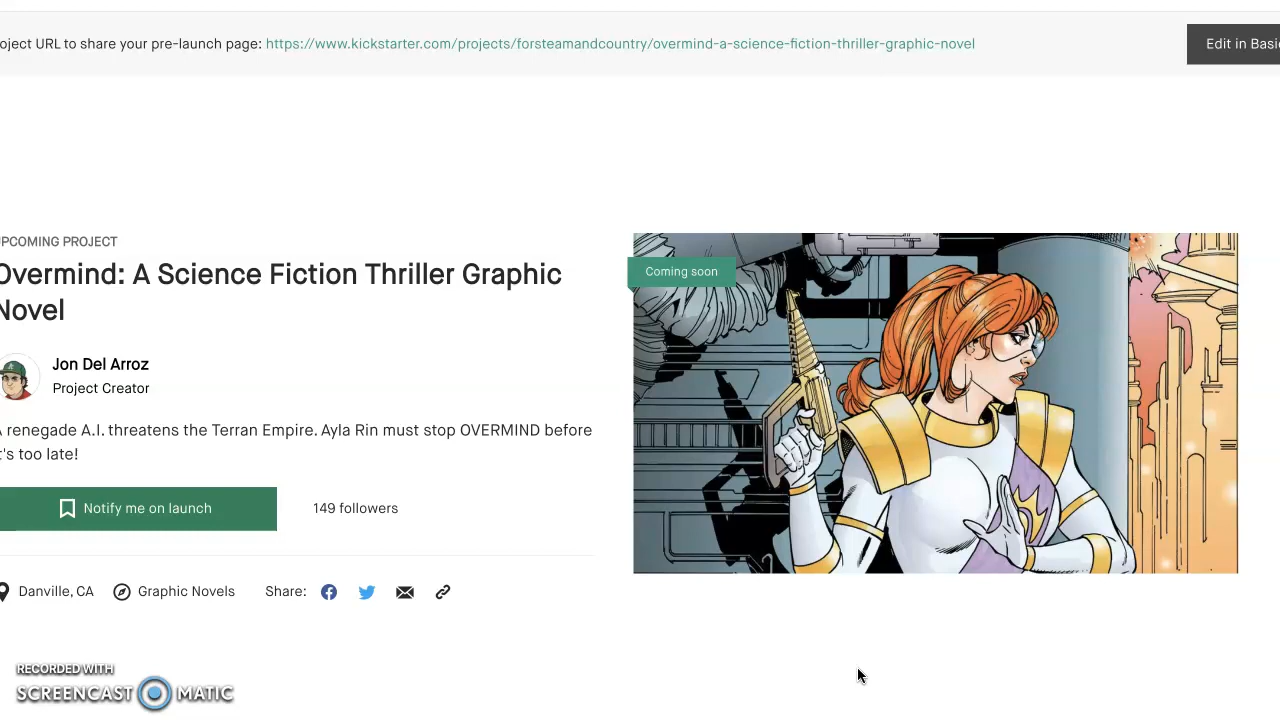 oject URL to share your pre-launch page: https://www.kickstarter.com/projects/forsteamandcountry/overmind-a-science-fiction-thriller-graphic-novel
Edit in Basi
UPCOMING PROJECT
Overmind: A Science Fiction Thriller Graphic
Novel
Coming soon
Jon Del Arroz
Project Creator
A renegade A.I. threatens the Terran Empire. Ayla Rin must stop OVERMIND before
it's too late!
Notify me on launch
149 followers
Danville, CA
Graphic Novels
Share:
RECORDED WITH
SCREENCAST MATIC